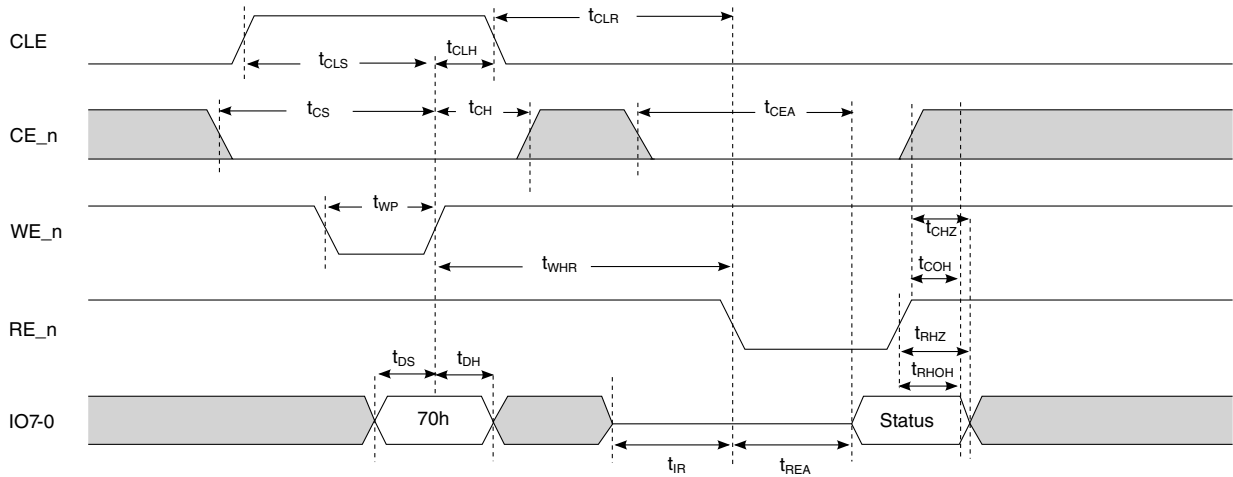 CLE
tCLR
tCLS
tCLH
CE_n
tCS
tCH
tCEA
WE_n
tWP
tCHZ
tWHR
tCOH
RE_n
tRHZ
tDS
tDH
tRHOH
IO7-0
70h
Status
tIR
tREA